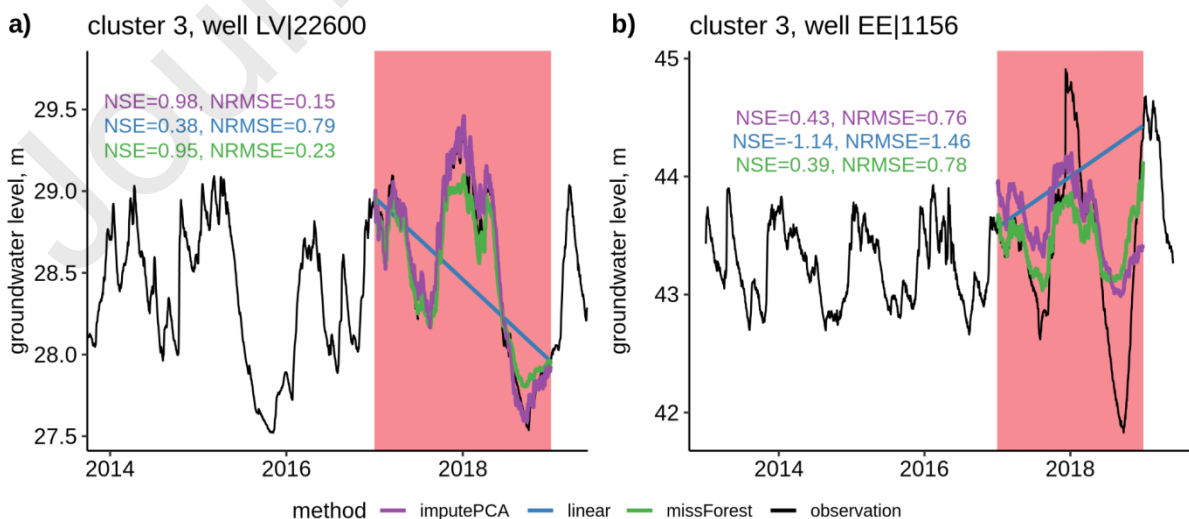 Journ
a) cluster 3, well LV|22600
NSE=0.98, NRMSE=0.15
NSE=0.38, NRMSE=0.79
NSE=0.95, NRMSE=0.23
groundwater level, m
29.5
29.0
28.5
28.0
27.5
2014
2016
2018
b) cluster 3, well EE|1156
NSE=0.43, NRMSE=0.76
NSE=-1.14, NRMSE=1.46
NSE=0.39, NRMSE=0.78
groundwater level, m
45
44
43
42
2014
2016
2018
method imputePCA linear missForest observation